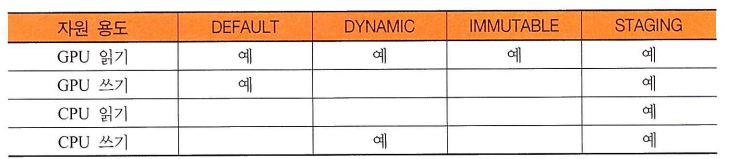 자원 용도 DEFAULT DYNAMIC IMMUTABLE STAGING
GPU 읽기 예 예 예 예
GPU 쓰기 예 예
CPU 읽기 예
CPU 쓰기 예 예